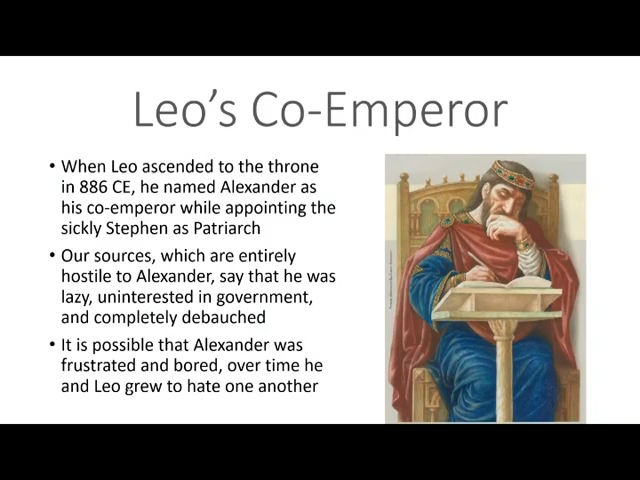 Leo's Co-Emperor
• When Leo ascended to the throne
in 886 CE, he named Alexander as
his co-emperor while appointing the
sickly Stephen as Patriarch
• Our sources, which are entirely
hostile to Alexander, say that he was
lazy, uninterested in government,
and completely debauched
• It is possible that Alexander was
frustrated and bored, over time he
and Leo grew to hate one another